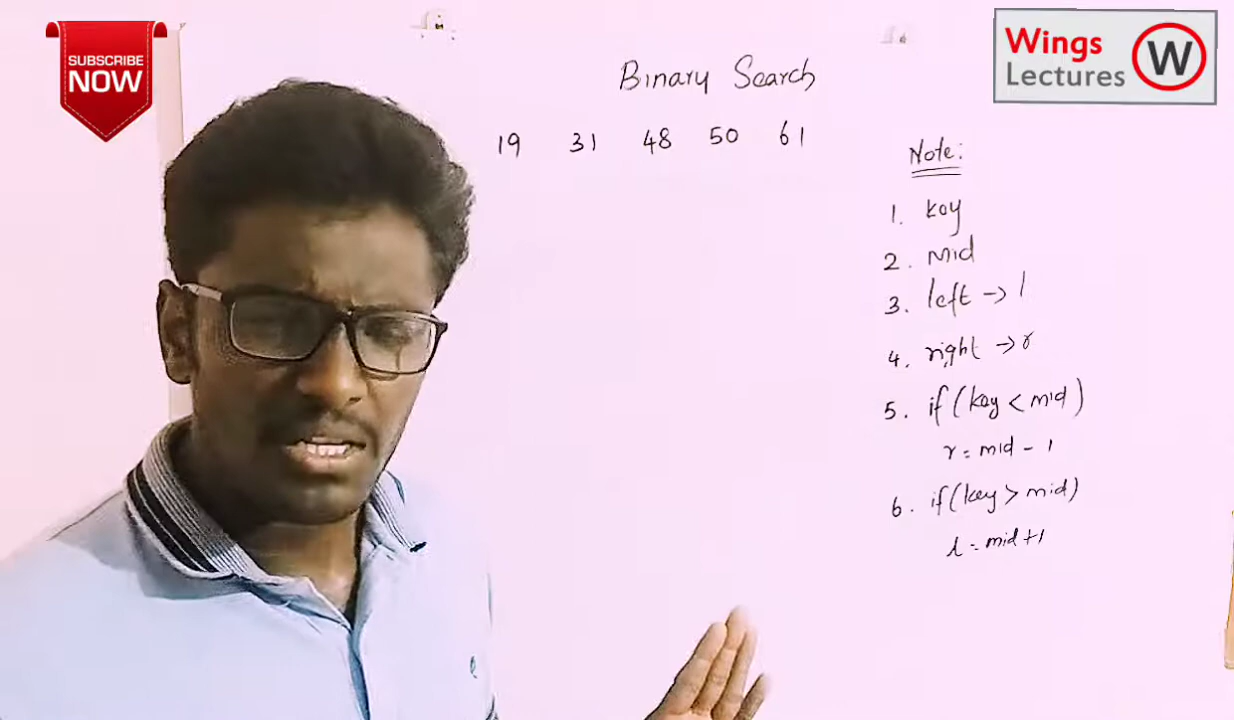 SUBSCRIBE
NOW
Wings
Lectures
W
Binary Search
19 31 48 50 61
Note:
1. key
2. mid
3. left -> l
4. right -> r
5. if (key < mid)
r = mid - 1
6. if (key > mid)
l = mid + 1